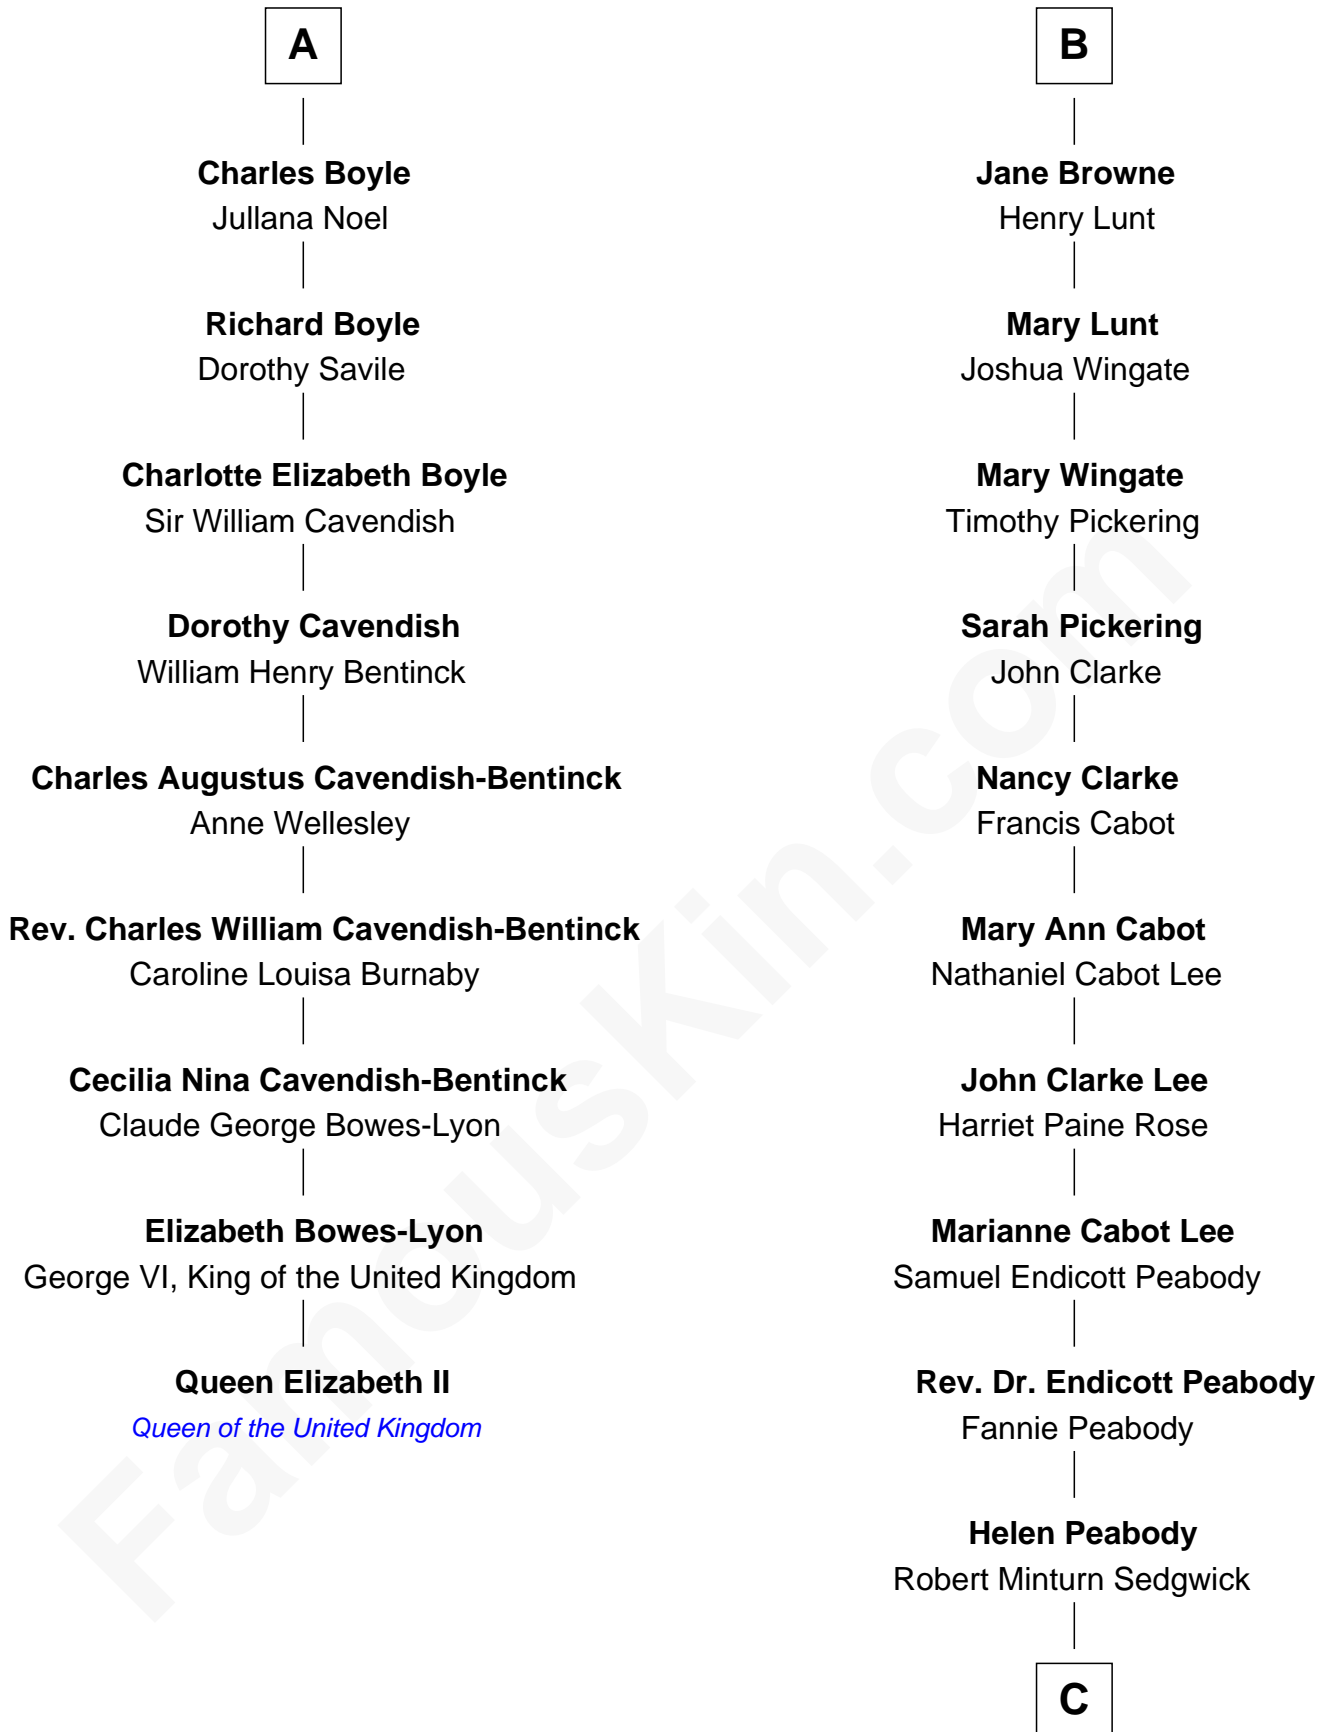 A
Charles Boyle
Jullana Noel
Richard Boyle
Dorothy Savile
Charlotte Elizabeth Boyle
Sir William Cavendish
Dorothy Cavendish
William Henry Bentinck
Charles Augustus Cavendish-Bentinck
Anne Wellesley
Rev. Charles William Cavendish-Bentinck
Caroline Louisa Burnaby
Cecilia Nina Cavendish-Bentinck
Claude George Bowes-Lyon
Elizabeth Bowes-Lyon
George VI, King of the United Kingdom
Queen Elizabeth II
Queen of the United Kingdom
B
Jane Browne
Henry Lunt
Mary Lunt
Joshua Wingate
Mary Wingate
Timothy Pickering
Sarah Pickering
John Clarke
Nancy Clarke
Francis Cabot
Mary Ann Cabot
Nathaniel Cabot Lee
John Clarke Lee
Harriet Paine Rose
Marianne Cabot Lee
Samuel Endicott Peabody
Rev. Dr. Endicott Peabody
Fannie Peabody
Helen Peabody
Robert Minturn Sedgwick
C
FamousKin.com